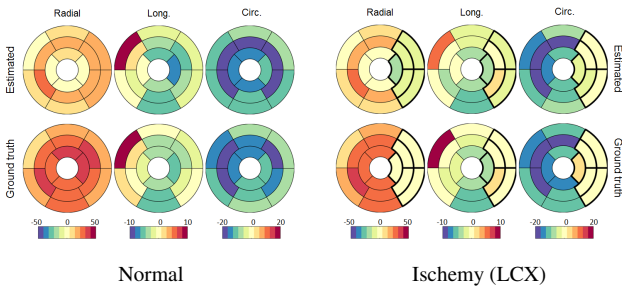 Radial Long. Circ. Radial Long. Circ.
Estimated
Estimated
Ground truth
Ground truth
-50 0 50 -10 0 10 -20 0 20 -50 0 50 -10 0 10 -20 0 20
Normal Ischemy (LCX)